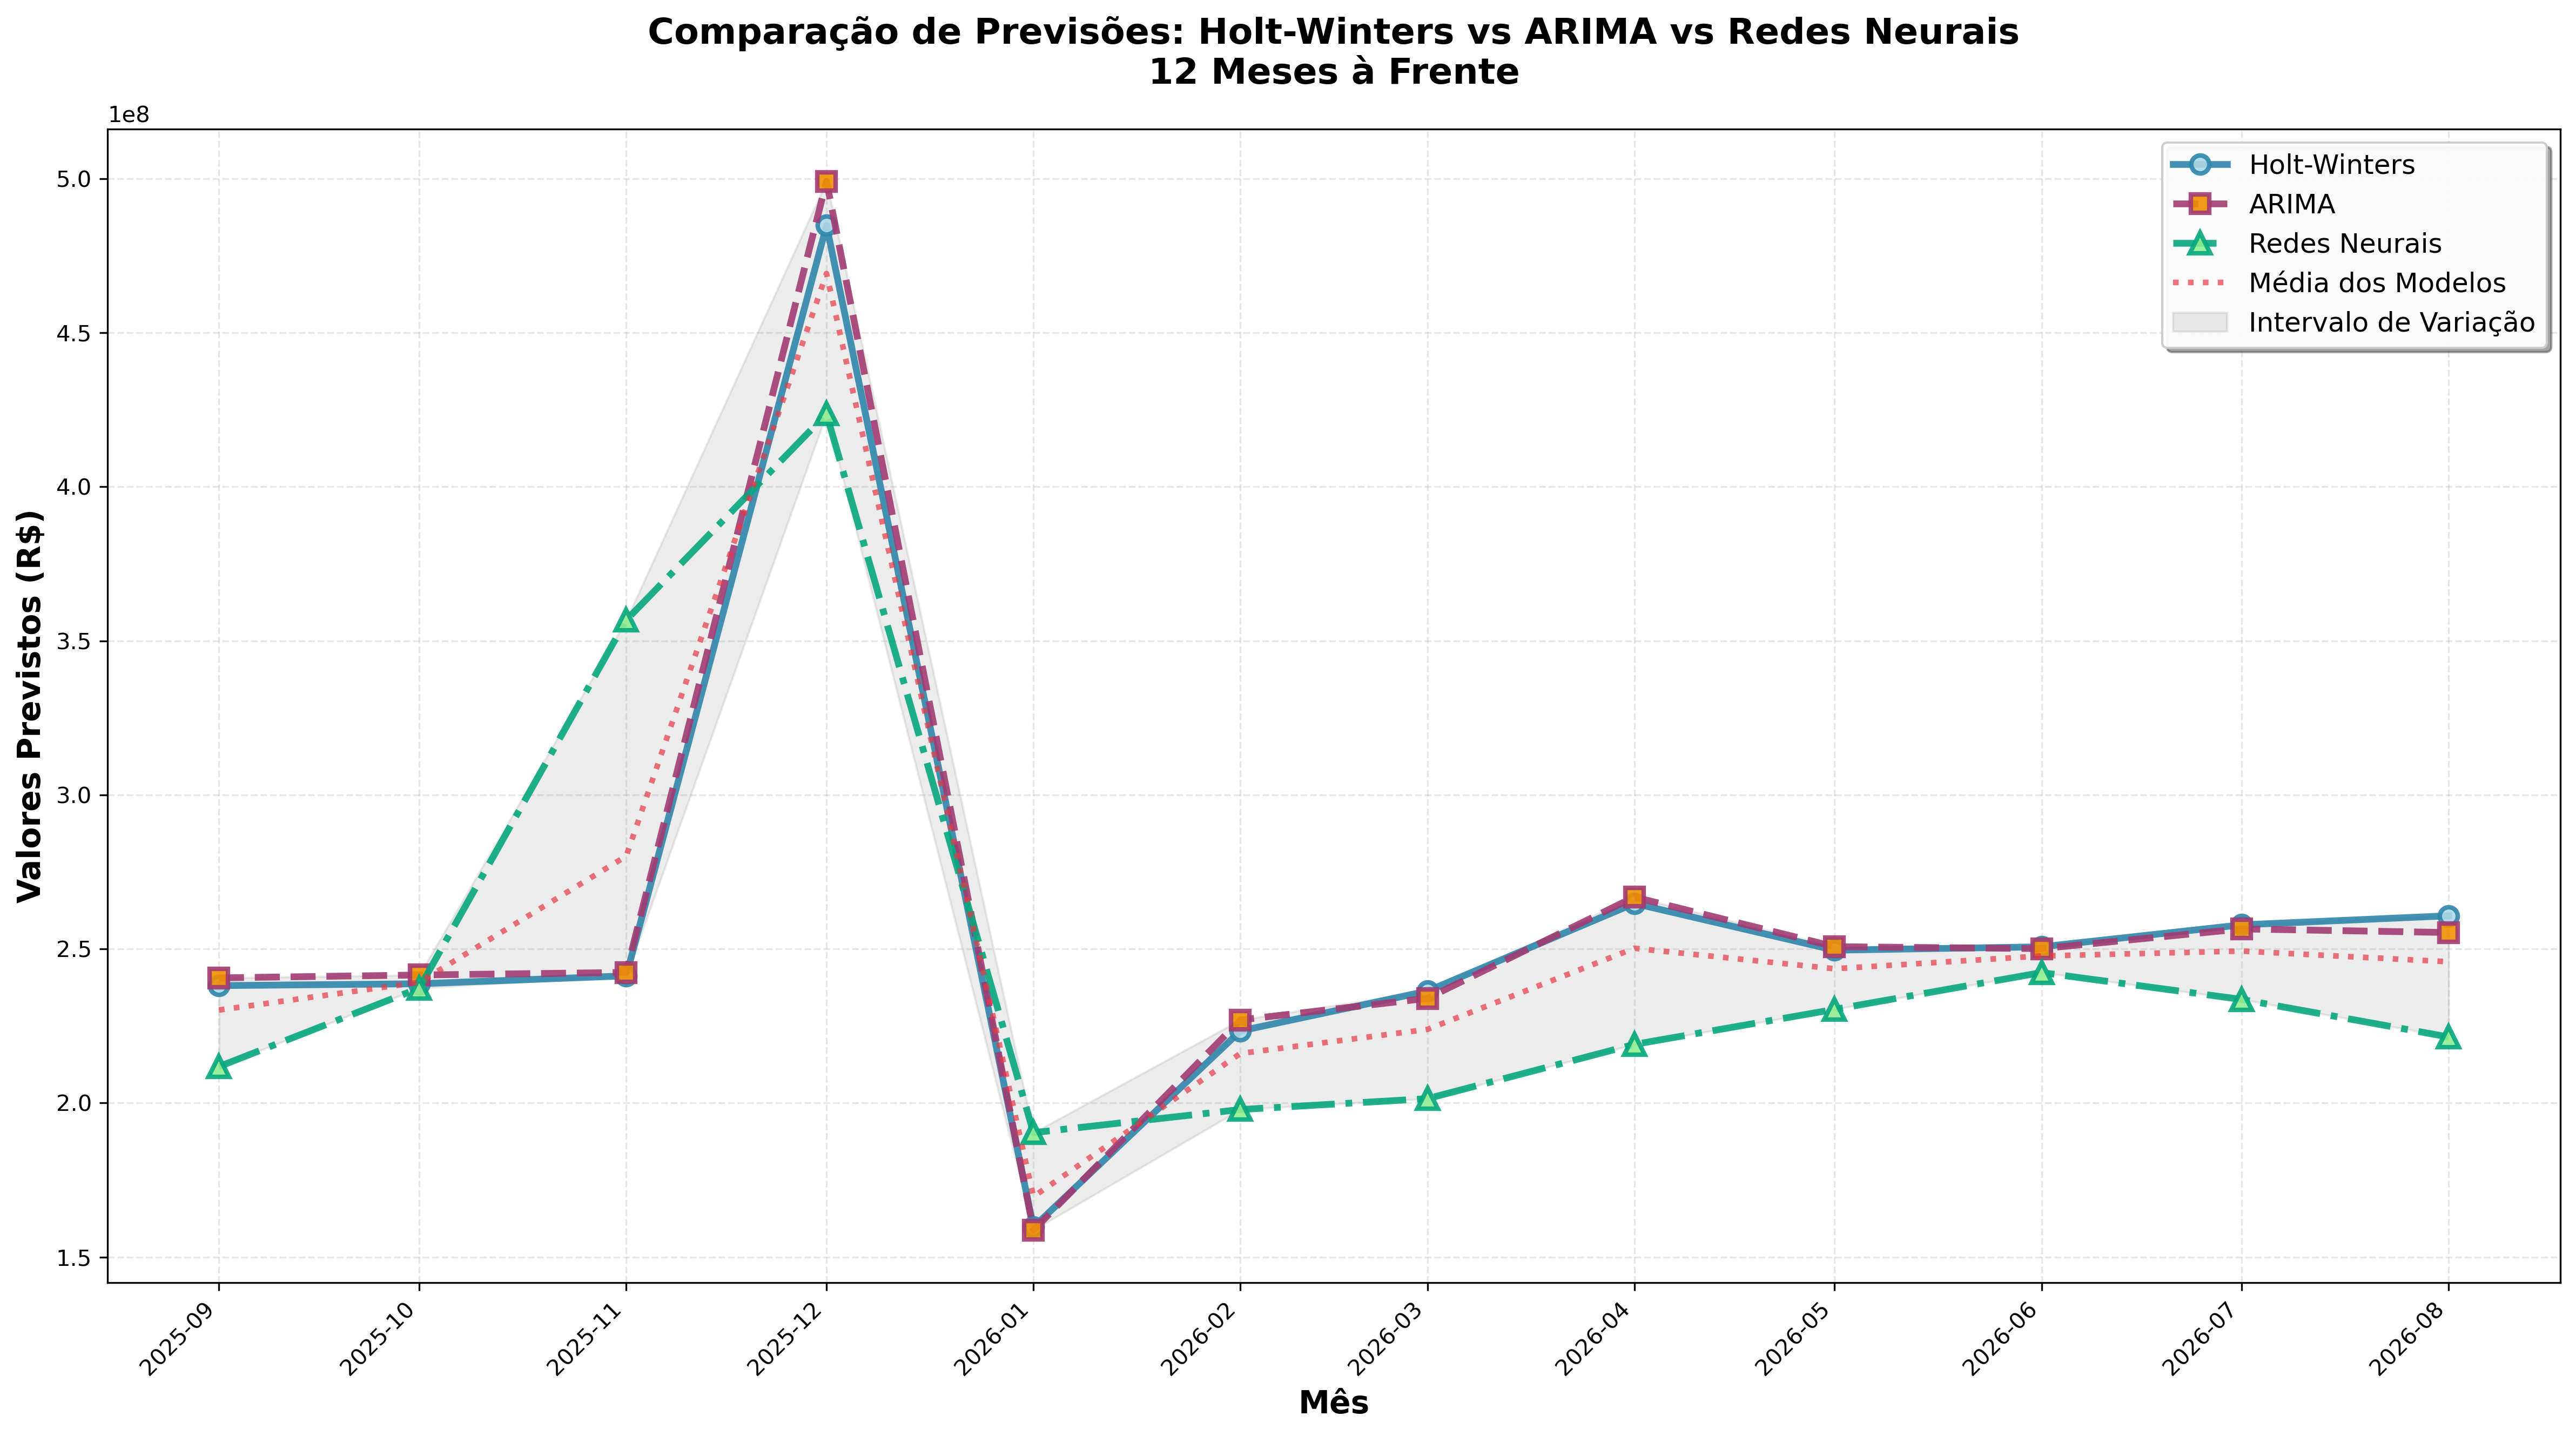 Comparação de Previsões: Holt-Winters vs ARIMA vs Redes Neurais
12 Meses à Frente
1e8
5.0
4.5
4.0
3.5
3.0
2.5
2.0
1.5
Valores Previstos (R$)
Holt-Winters
ARIMA
Redes Neurais
Média dos Modelos
Intervalo de Variação
2025-09
2025-10
2025-11
2025-12
2026-01
2026-02
2026-03
2026-04
2026-05
2026-06
2026-07
2026-08
Mês